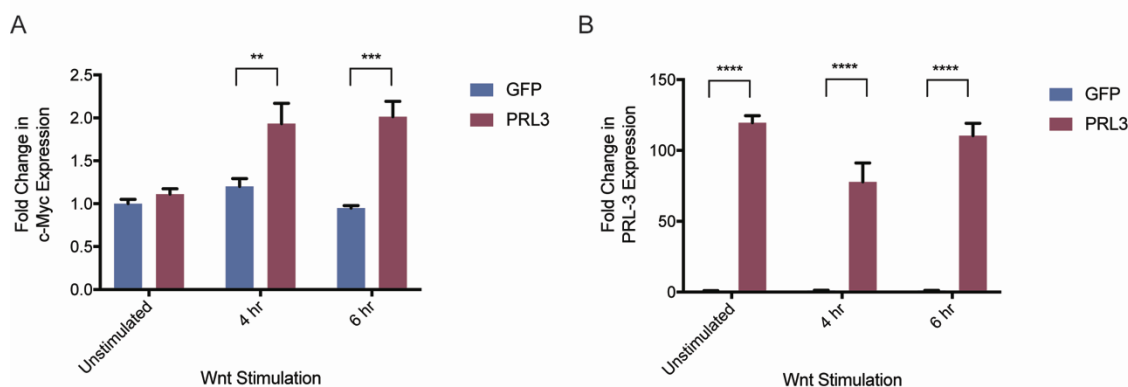 A
Fold Change in
c-Myc Expression
2.5
2.0
1.5
1.0
0.5
0.0
**
***
GFP
PRL3
Unstimulated
4 hr
6 hr
Wnt Stimulation
B
Fold Change in
PRL-3 Expression
150
100
50
0
****
****
****
GFP
PRL3
Unstimulated
4 hr
6 hr
Wnt Stimulation